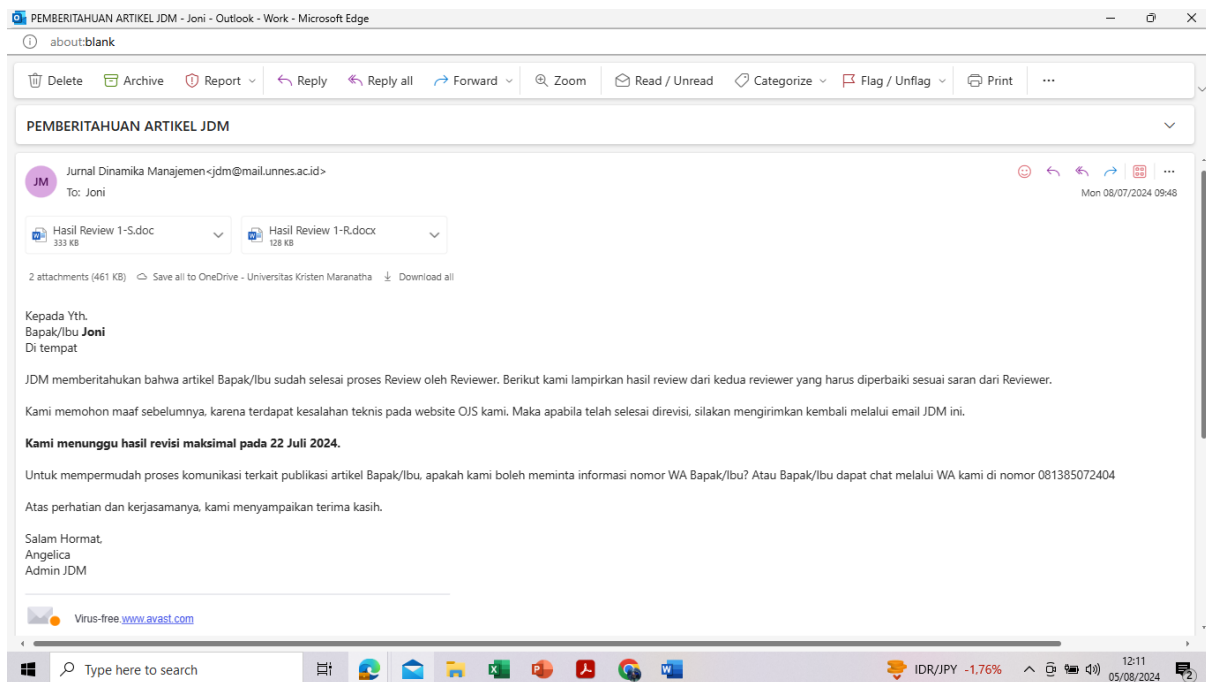 PEMBERITAHUAN ARTIKEL JDM - Joni - Outlook - Work - Microsoft Edge
about:blank
Delete Archive Report Reply Reply all Forward Zoom Read / Unread Categorize Flag / Unflag Print ...
PEMBERITAHUAN ARTIKEL JDM
JM
Jurnal Dinamika Manajemen<jdm@mail.unnes.ac.id>
To: Joni
Mon 08/07/2024 09:48
Hasil Review 1-S.doc
333 KB
Hasil Review 1-R.docx
128 KB
2 attachments (461 KB) Save all to OneDrive - Universitas Kristen Maranatha Download all
Kepada Yth.
Bapak/Ibu Joni
Di tempat
JDM memberitahukan bahwa artikel Bapak/Ibu sudah selesai proses Review oleh Reviewer. Berikut kami lampirkan hasil review dari kedua reviewer yang harus diperbaiki sesuai saran dari Reviewer.
Kami memohon maaf sebelumnya, karena terdapat kesalahan teknis pada website OJS kami. Maka apabila telah selesai direvisi, silakan mengirimkan kembali melalui email JDM ini.
Kami menunggu hasil revisi maksimal pada 22 Juli 2024.
Untuk mempermudah proses komunikasi terkait publikasi artikel Bapak/Ibu, apakah kami boleh meminta informasi nomor WA Bapak/Ibu? Atau Bapak/Ibu dapat chat melalui WA kami di nomor 081385072404
Atas perhatian dan kerjasamanya, kami menyampaikan terima kasih.
Salam Hormat,
Angelica
Admin JDM
Virus-free.www.avast.com
Type here to search
IDR/JPY -1,76%
12:11
05/08/2024
2